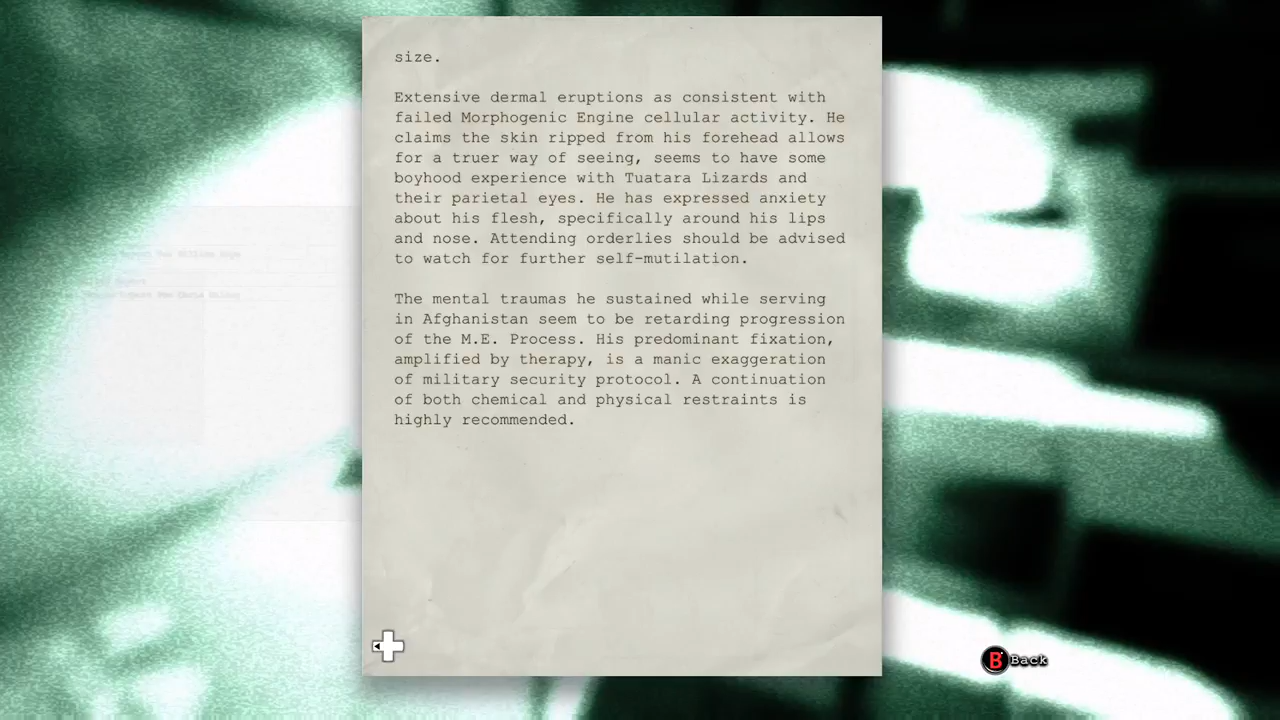 size.
Extensive dermal eruptions as consistent with
failed Morphogenic Engine cellular activity. He
claims the skin ripped from his forehead allows
for a truer way of seeing, seems to have some
boyhood experience with Tuatara Lizards and
their parietal eyes. He has expressed anxiety
about his flesh, specifically around his lips
and nose. Attending orderlies should be advised
to watch for further self-mutilation.
The mental traumas he sustained while serving
in Afghanistan seem to be retarding progression
of the M.E. Process. His predominant fixation,
amplified by therapy, is a manic exaggeration
of military security protocol. A continuation
of both chemical and physical restraints is
highly recommended.
B Back